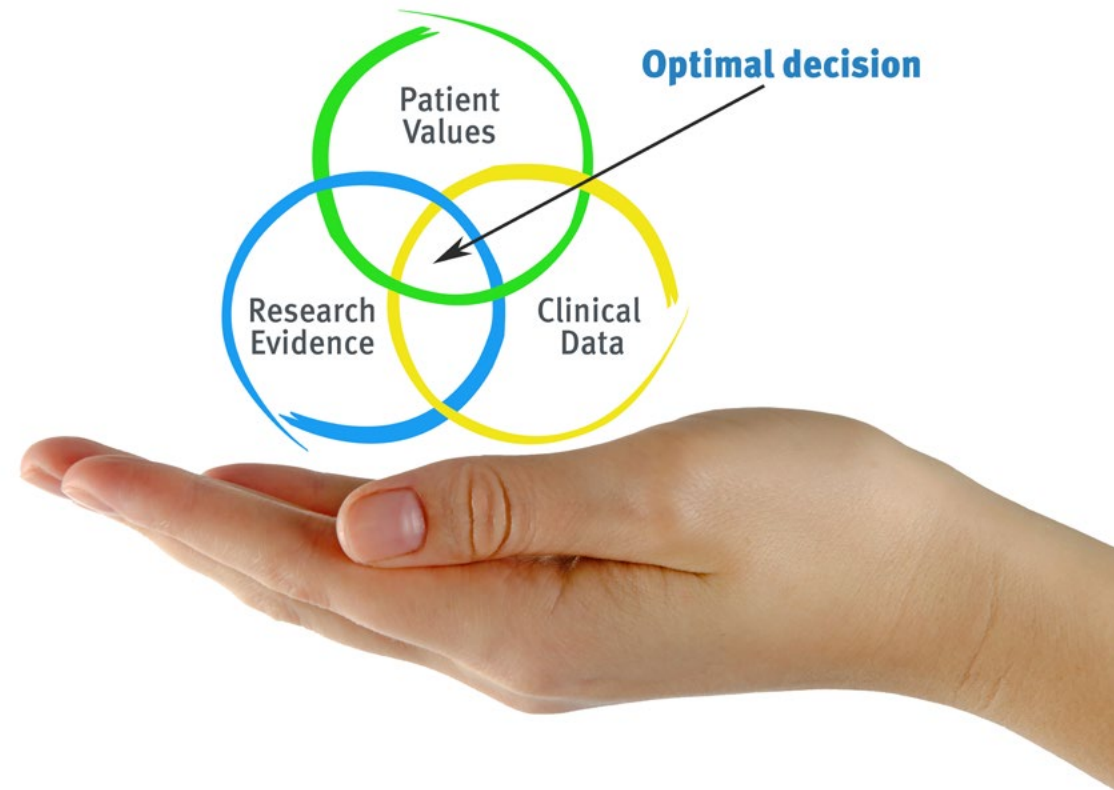 Optimal decision
Patient
Values
Research
Evidence
Clinical
Data